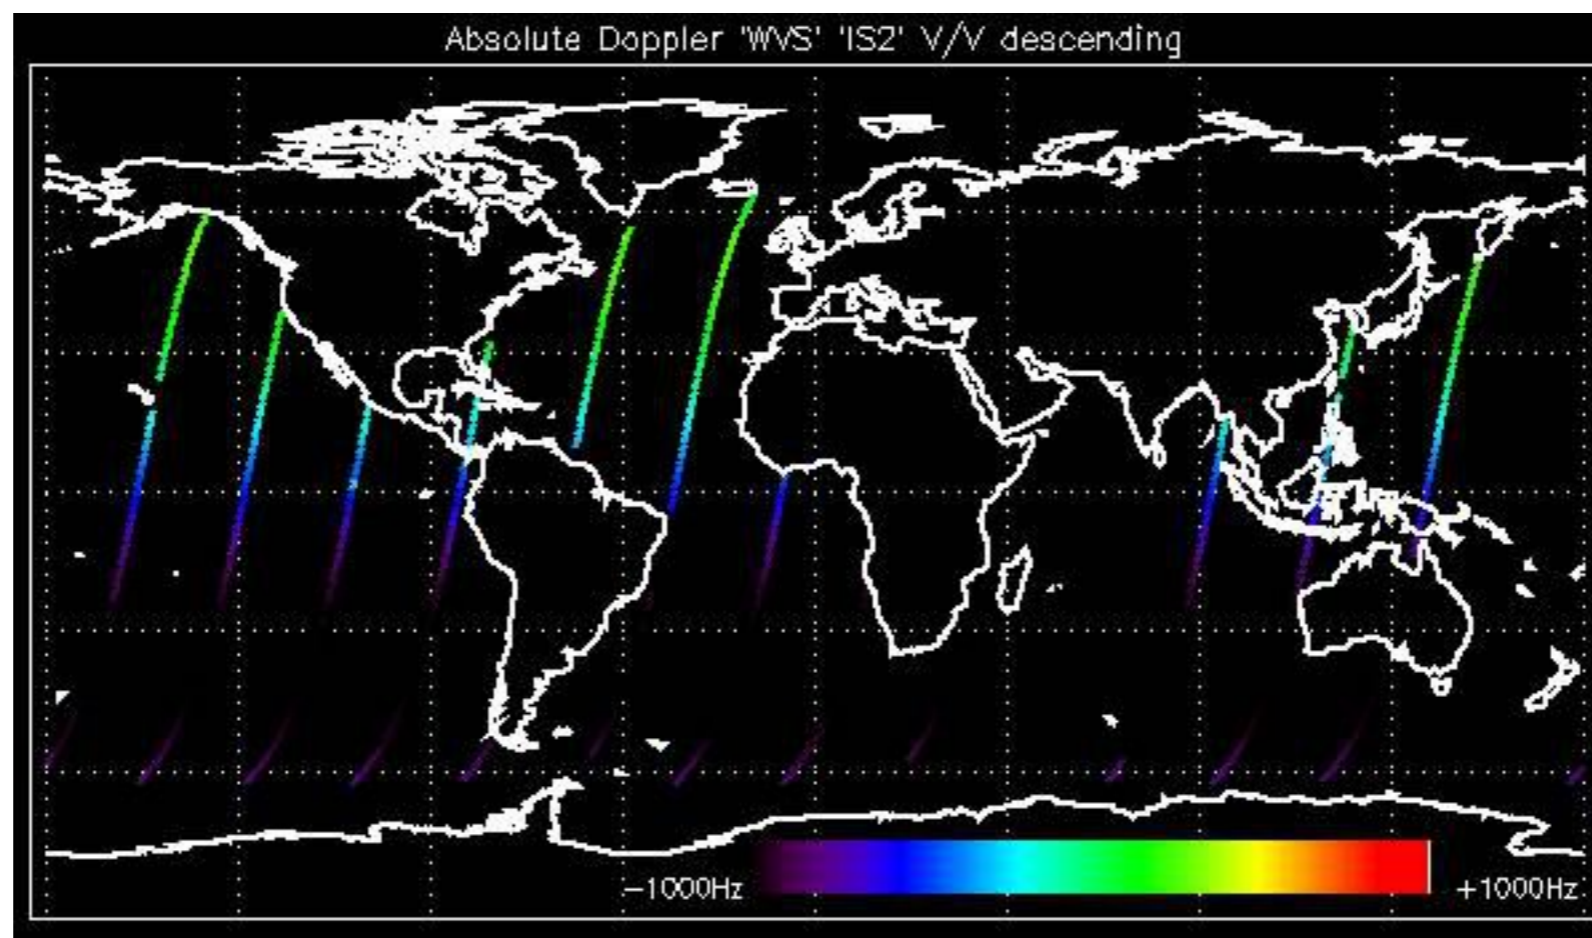 Absolute Doppler 'WVS' 'IS2' V/V descending
-1000Hz +1000Hz